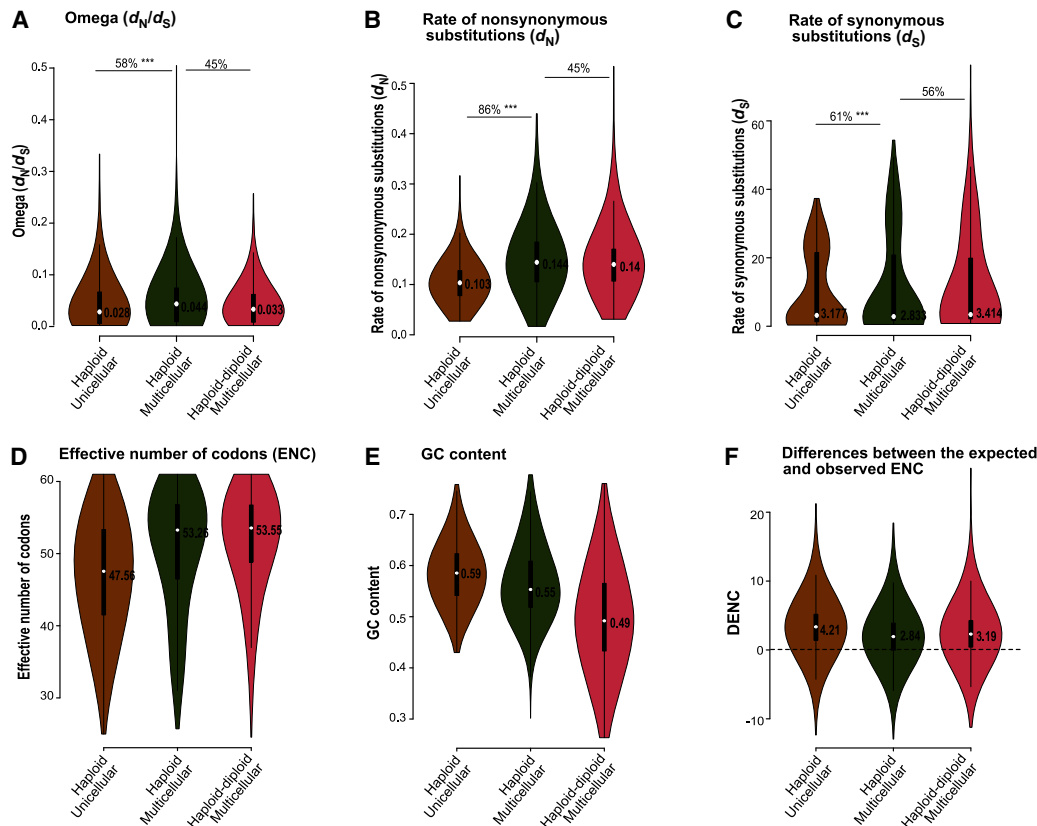 A
Omega (dN/dS)
58% ***
45%
Omega (dN/dS)
0.5
0.4
0.3
0.2
0.1
0.0
0.028
0.044
0.033
Haploid
Unicellular
Haploid
Multicellular
Haploid-diploid
Multicellular
B
Rate of nonsynonymous
substitutions (dN)
86% ***
45%
Rate of nonsynonymous substitutions (dN)
0.5
0.4
0.3
0.2
0.1
0.0
0.103
0.144
0.14
Haploid
Unicellular
Haploid
Multicellular
Haploid-diploid
Multicellular
C
Rate of synonymous
substitutions (dS)
61% ***
56%
Rate of synonymous substitutions (dS)
60
40
20
0
3.177
2.833
3.414
Haploid
Unicellular
Haploid
Multicellular
Haploid-diploid
Multicellular
D
Effective number of codons (ENC)
Effective number of codons
60
50
40
30
47.56
53.26
53.55
Haploid
Unicellular
Haploid
Multicellular
Haploid-diploid
Multicellular
E
GC content
GC content
0.7
0.6
0.5
0.4
0.3
0.59
0.55
0.49
Haploid
Unicellular
Haploid
Multicellular
Haploid-diploid
Multicellular
F
Differences between the expected
and observed ENC
DENC
20
10
0
-10
4.21
2.84
3.19
Haploid
Unicellular
Haploid
Multicellular
Haploid-diploid
Multicellular